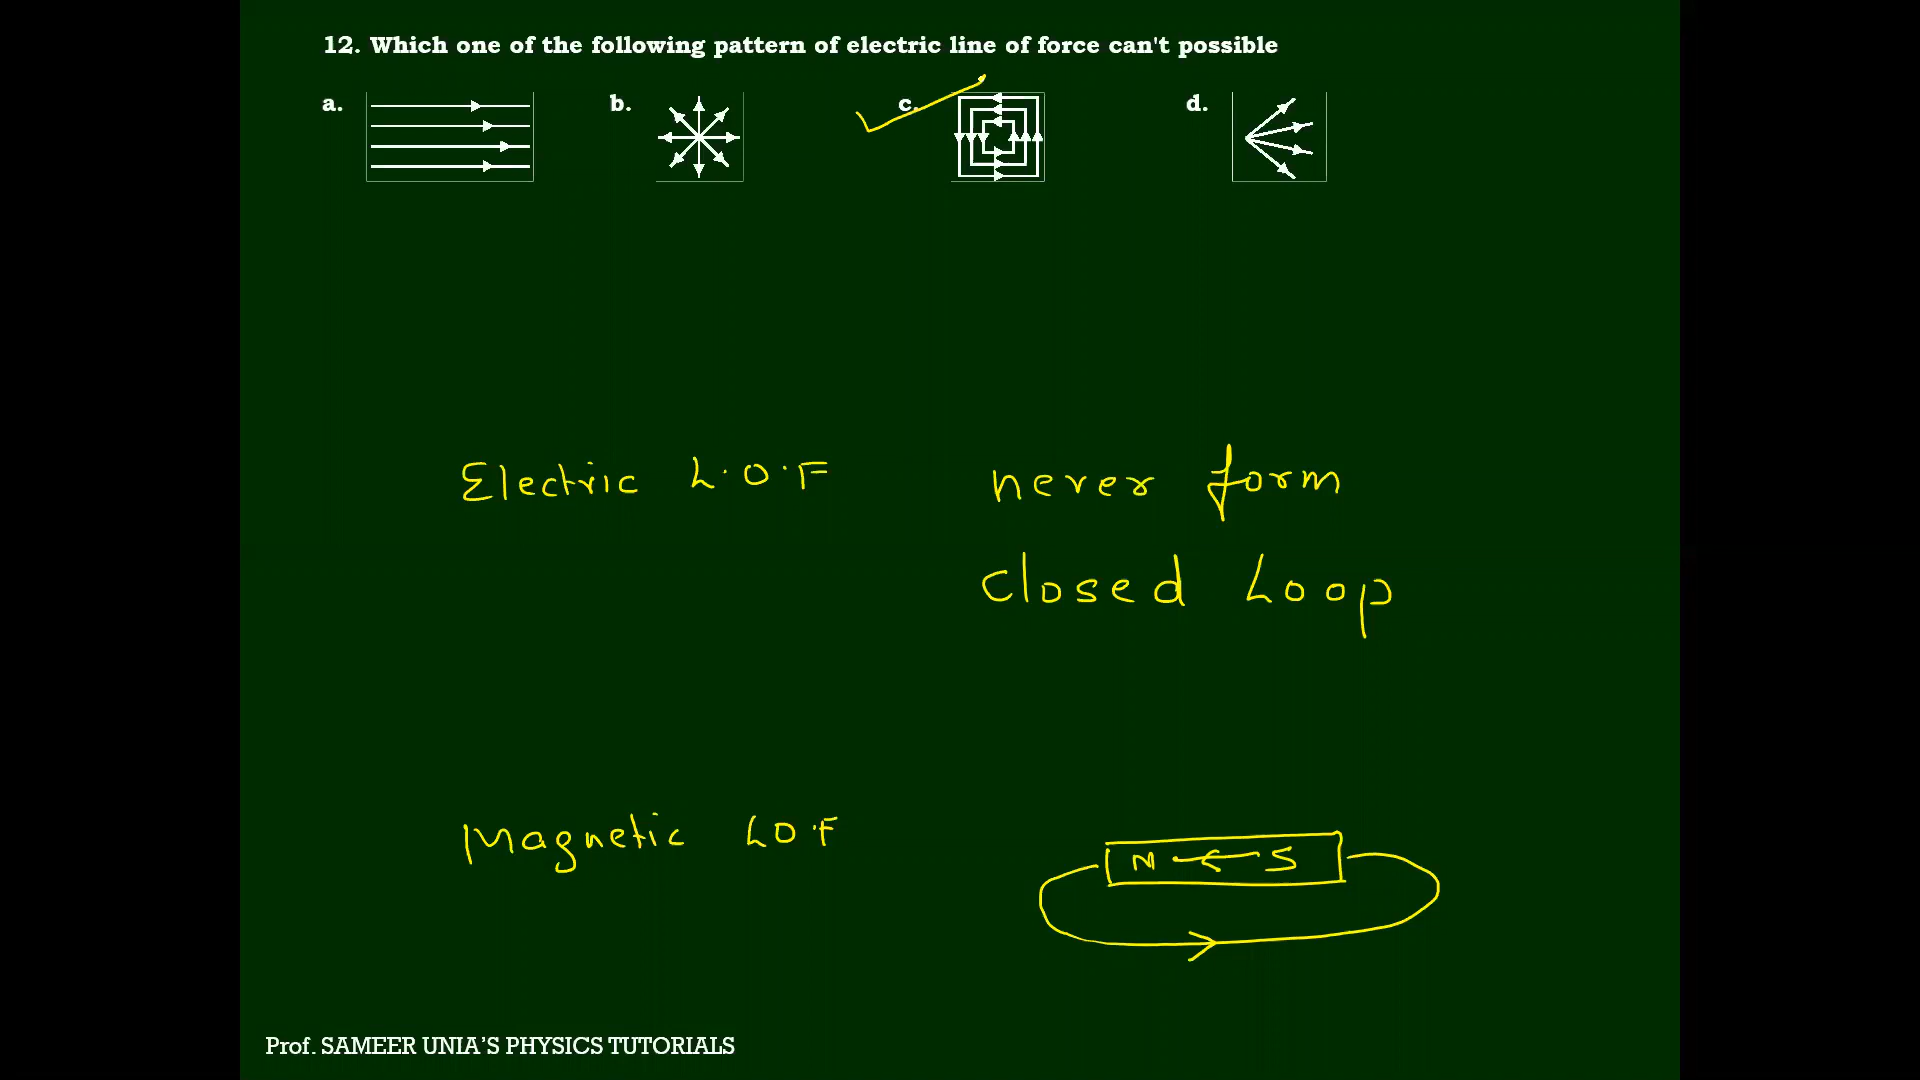 12. Which one of the following pattern of electric line of force can't possible
a. b. c. d.
Electric L.O.F never form
Closed Loop
Magnetic LO.F
N S
Prof. SAMEER UNIA'S PHYSICS TUTORIALS